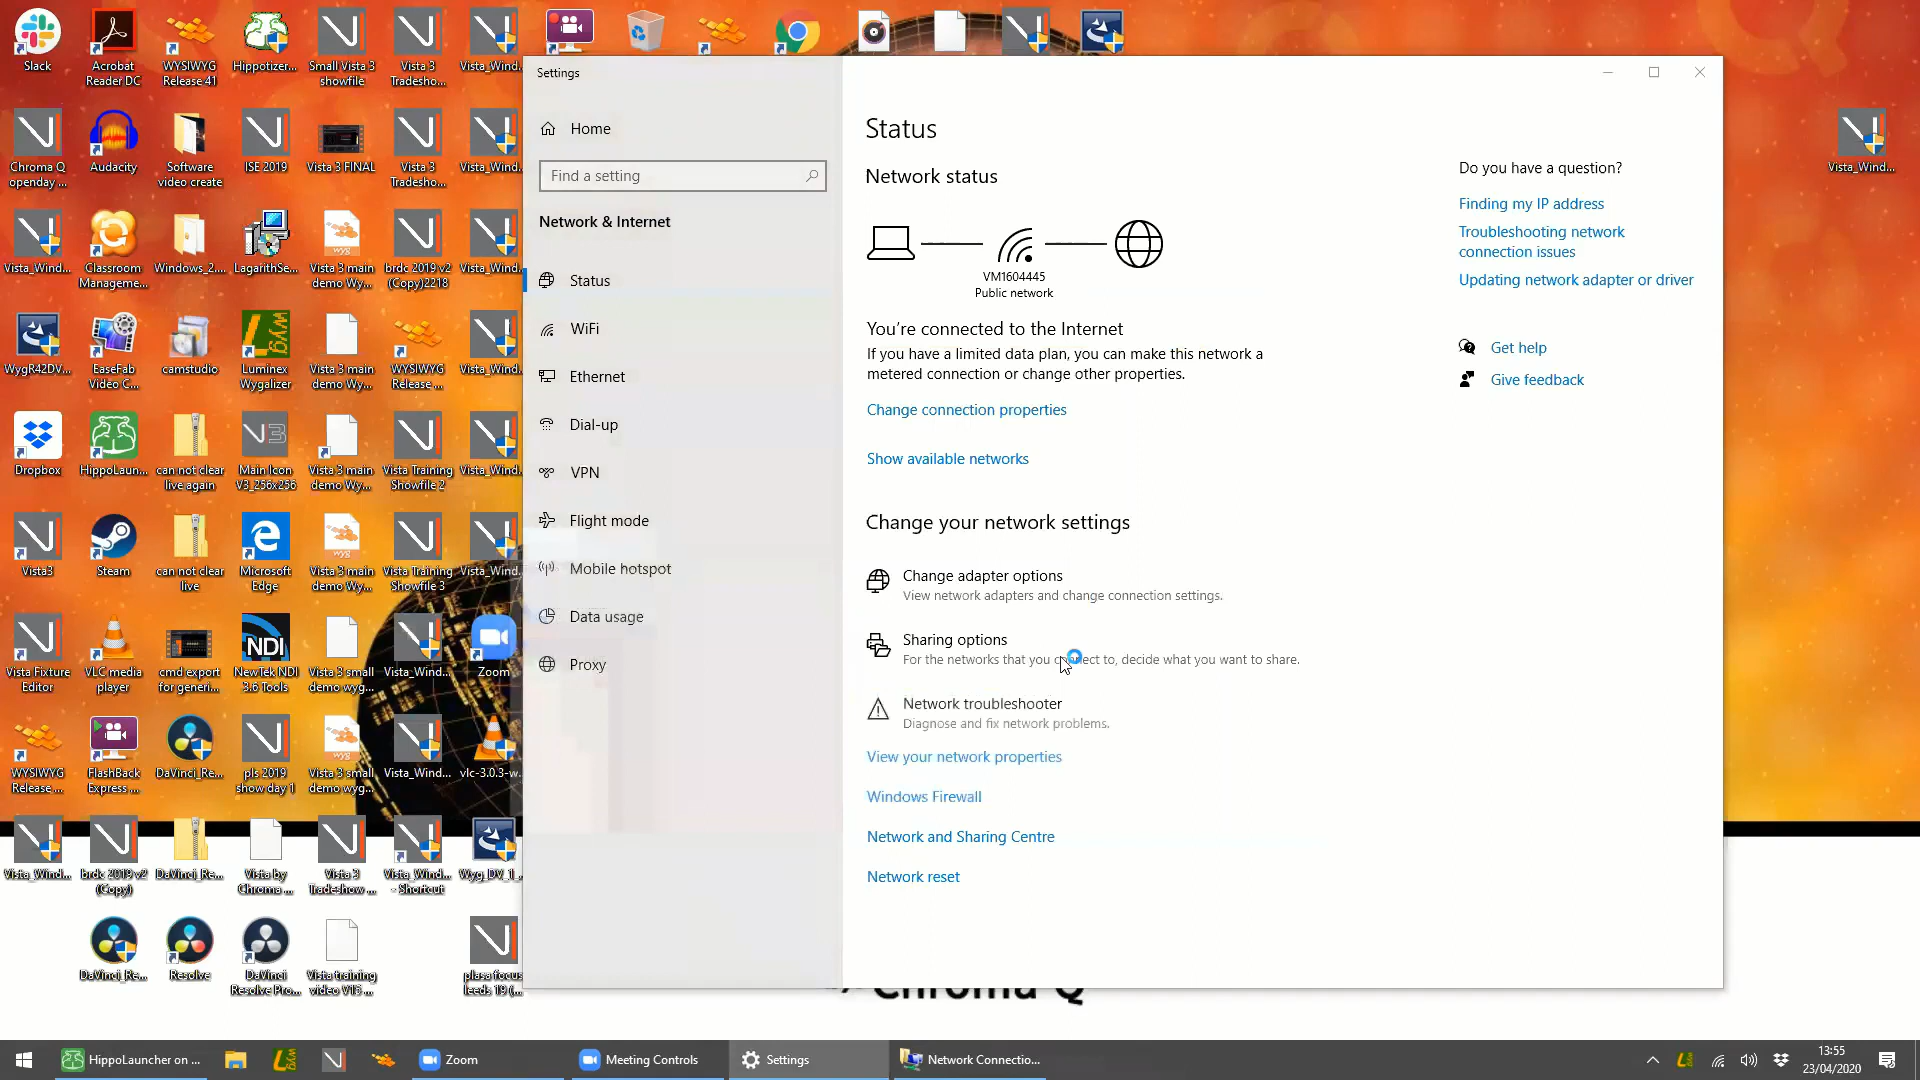 Slack
Acrobat
Reader DC
WYSIWYG
Release 41
Hippotizer...
Small Vista 3
showfile
Vista 3
Tradesho...
Vista_Wind...
Chroma Q
openday ...
Audacity
Software
video create
ISE 2019
Vista 3 FINAL
Vista 3
Tradesho...
Vista_Wind...
Vista_Wind...
Classroom
Manageme...
Windows_2....
LagarithSe...
Vista 3 main
demo Wy...
brdc 2019 v2
(Copy)2218
Vista_Wind...
WygR42DV...
EaseFab
Video C...
camstudio
Luminex
Wygalizer
Vista 3 main
demo Wy...
WYSIWYG
Release ...
Vista_Wind...
Dropbox
HippoLaun...
can not clear
live again
Main Icon
V3_256x256
Vista 3 main
demo Wy...
Vista Training
Showfile 2
Vista_Wind...
Vista3
Steam
can not clear
live
Microsoft
Edge
Vista 3 main
demo Wy...
Vista Training
Showfile 3
Vista_Wind...
Vista Fixture
Editor
VLC media
player
cmd export
for generi...
NewTek NDI
3.6 Tools
Vista 3 small
demo wyg...
Vista_Wind...
Zoom
WYSIWYG
Release ...
FlashBack
Express ...
DaVinci_Re...
pls 2019
show day 1
Vista 3 small
demo wyg...
Vista_Wind...
vlc-3.0.3-w...
Vista_Wind...
brdc 2019 v2
(Copy)
DaVinci_Re...
Vista by
Chroma ...
Vista 3
Tradeshow ...
Vista_Wind...
- Shortcut
Wyg_DV_1_...
DaVinci_Re...
Resolve
DaVinci
Resolve Pro...
Vista training
video V15 ...
plasa focus
leeds 19 (...
Vista_Wind...
Settings
Home
Find a setting
Network & Internet
Status
WiFi
Ethernet
Dial-up
VPN
Flight mode
Mobile hotspot
Data usage
Proxy
Status
Network status
VM1604445
Public network
You're connected to the Internet
If you have a limited data plan, you can make this network a
metered connection or change other properties.
Change connection properties
Show available networks
Change your network settings
Change adapter options
View network adapters and change connection settings.
Sharing options
For the networks that you connect to, decide what you want to share.
Network troubleshooter
Diagnose and fix network problems.
View your network properties
Windows Firewall
Network and Sharing Centre
Network reset
Do you have a question?
Finding my IP address
Troubleshooting network
connection issues
Updating network adapter or driver
Get help
Give feedback
Chroma Q
HippoLauncher on ...
Zoom
Meeting Controls
Settings
Network Connectio...
13:55
23/04/2020